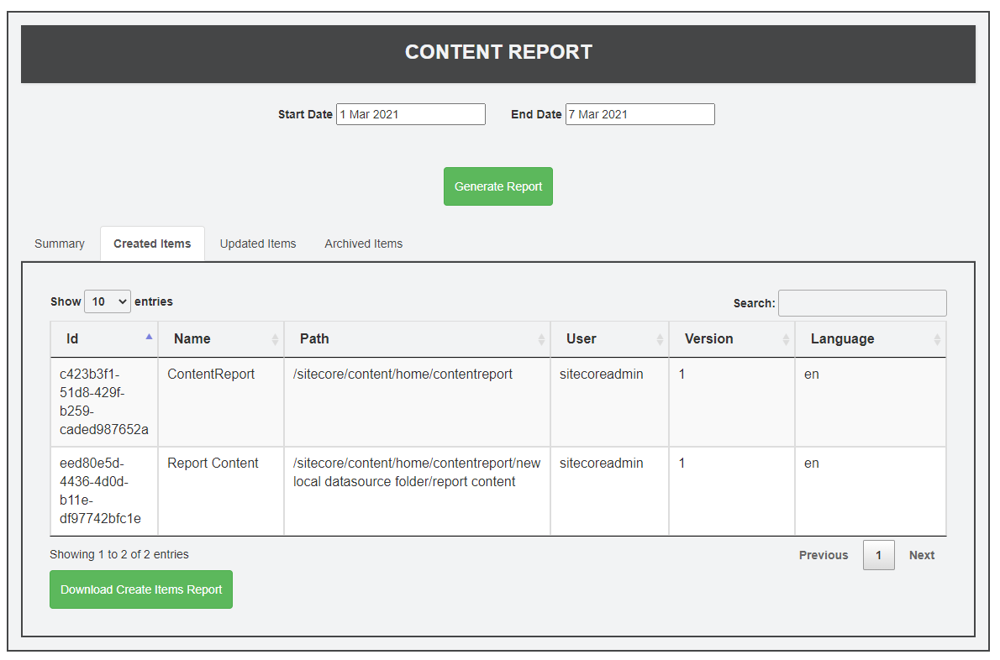 CONTENT REPORT
Start Date 1 Mar 2021 End Date 7 Mar 2021
Generate Report
Summary Created Items Updated Items Archived Items
Show 10 entries Search:
Id Name Path User Version Language
c423b3f1- ContentReport /sitecore/content/home/contentreport sitecoreadmin 1 en
51d8-429f-
b259-
caded987652a
eed80e5d- Report Content /sitecore/content/home/contentreport/new sitecoreadmin 1 en
4436-4d0d- local datasource folder/report content
b11e-
df97742bfc1e
Showing 1 to 2 of 2 entries Previous 1 Next
Download Create Items Report